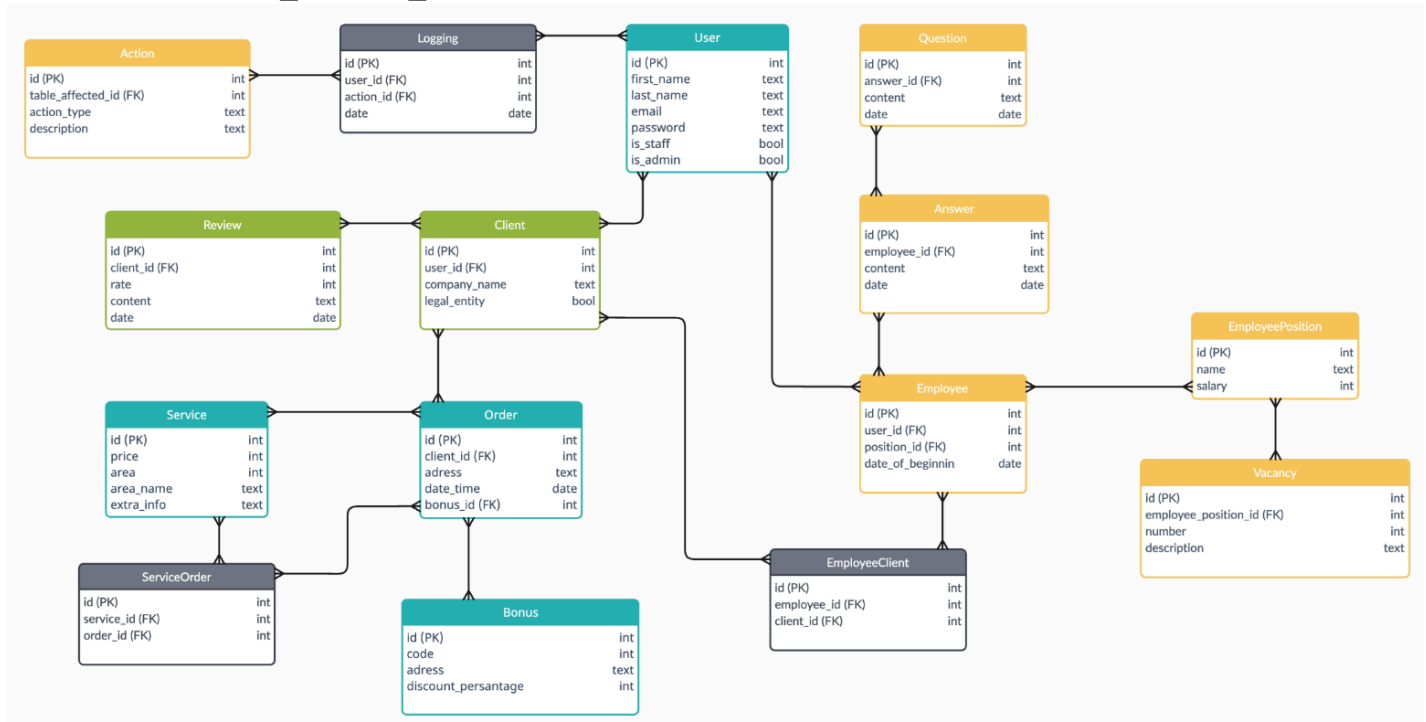 Action
id (PK) int
table_affected_id (FK) int
action_type text
description text
Logging
id (PK) int
user_id (FK) int
action_id (FK) int
date date
User
id (PK) int
first_name text
last_name text
email text
password text
is_staff bool
is_admin bool
Question
id (PK) int
answer_id (FK) int
content text
date date
Review
id (PK) int
client_id (FK) int
rate int
content text
date date
Client
id (PK) int
user_id (FK) int
company_name text
legal_entity bool
Answer
id (PK) int
employee_id (FK) int
content text
date date
EmployeePosition
id (PK) int
name text
salary int
Service
id (PK) int
price int
area int
area_name text
extra_info text
Order
id (PK) int
client_id (FK) int
adress text
date_time date
bonus_id (FK) int
Employee
id (PK) int
user_id (FK) int
position_id (FK) int
date_of_beginnin date
Vacancy
id (PK) int
employee_position_id (FK) int
number int
description text
ServiceOrder
id (PK) int
service_id (FK) int
order_id (FK) int
Bonus
id (PK) int
code int
adress text
discount_persantage int
EmployeeClient
id (PK) int
employee_id (FK) int
client_id (FK) int